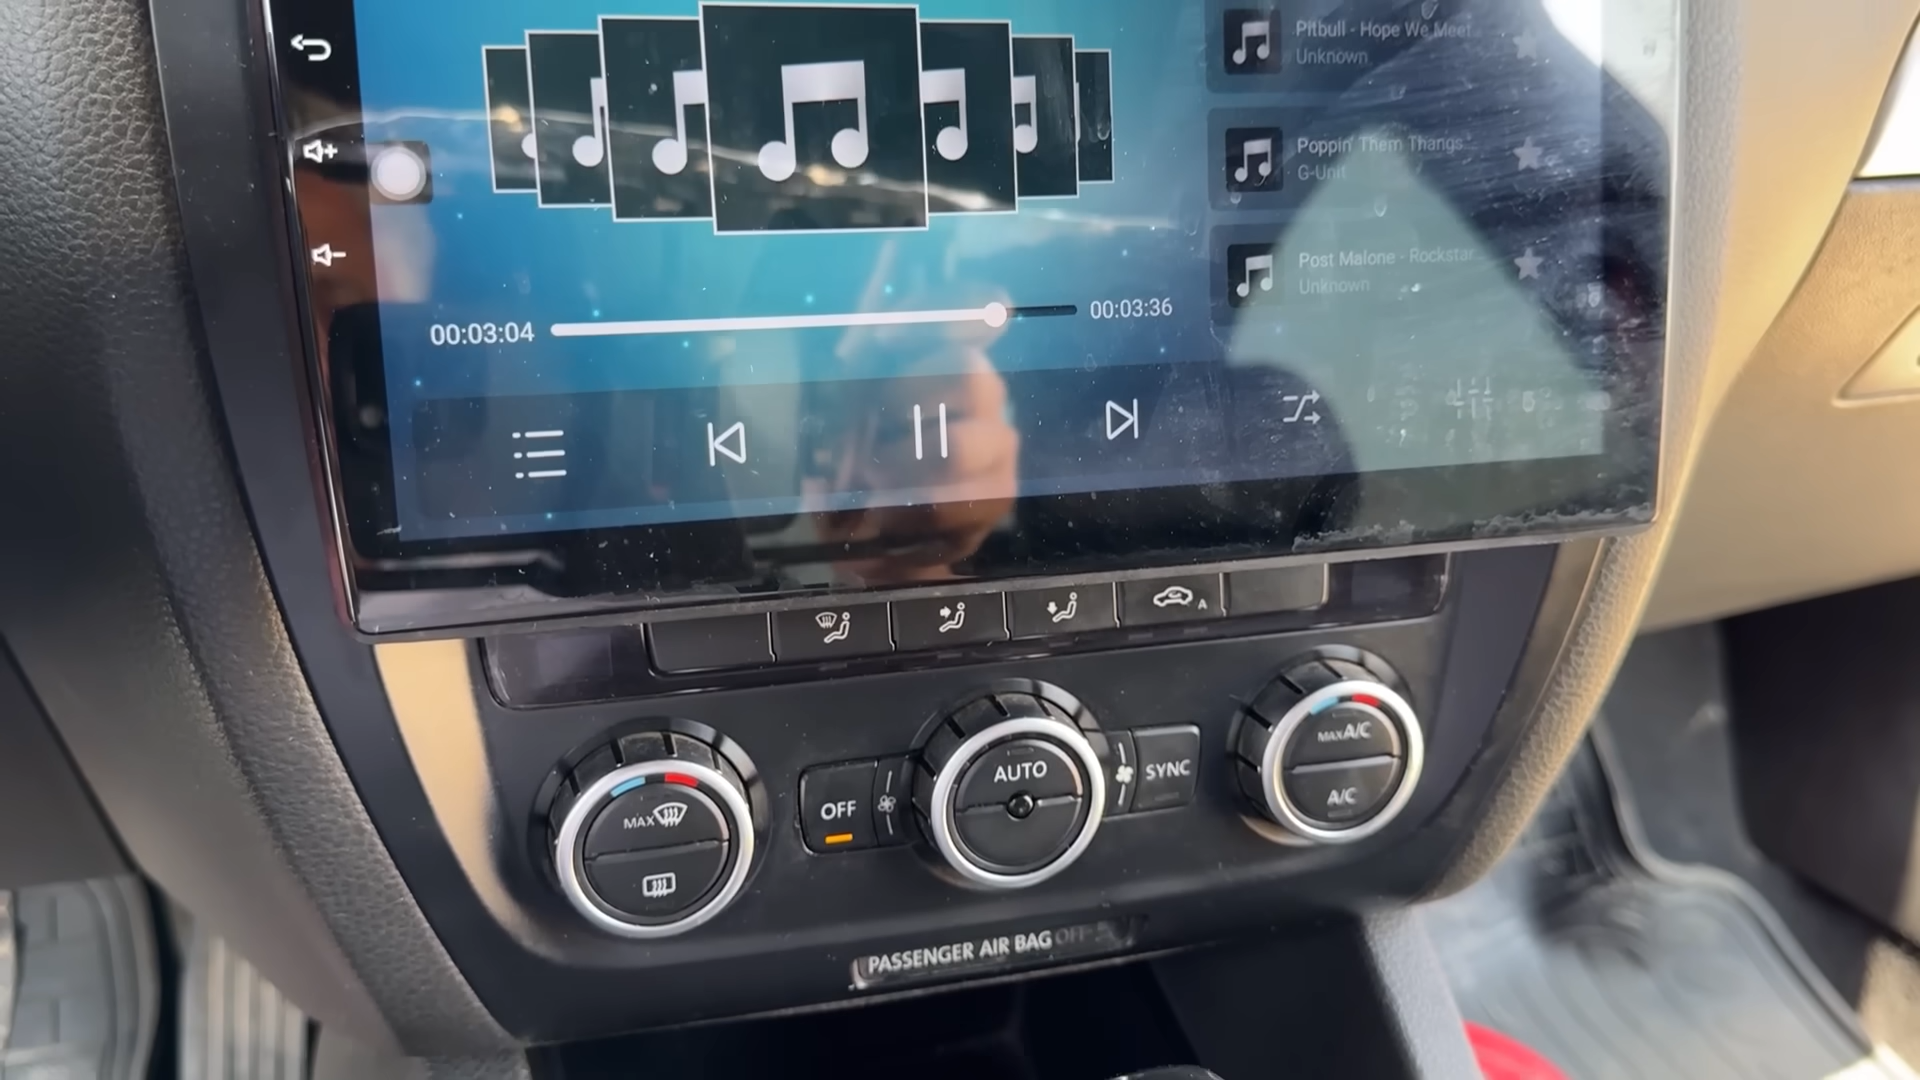 Pitbull - Hope We Meet
Unknown
Poppin' Them Thangs
G-Unit
Post Malone - Rockstar...
Unknown
00:03:04
00:03:36
A
MAX
OFF
AUTO
SYNC
MAX A/C
A/C
PASSENGER AIR BAG OFF